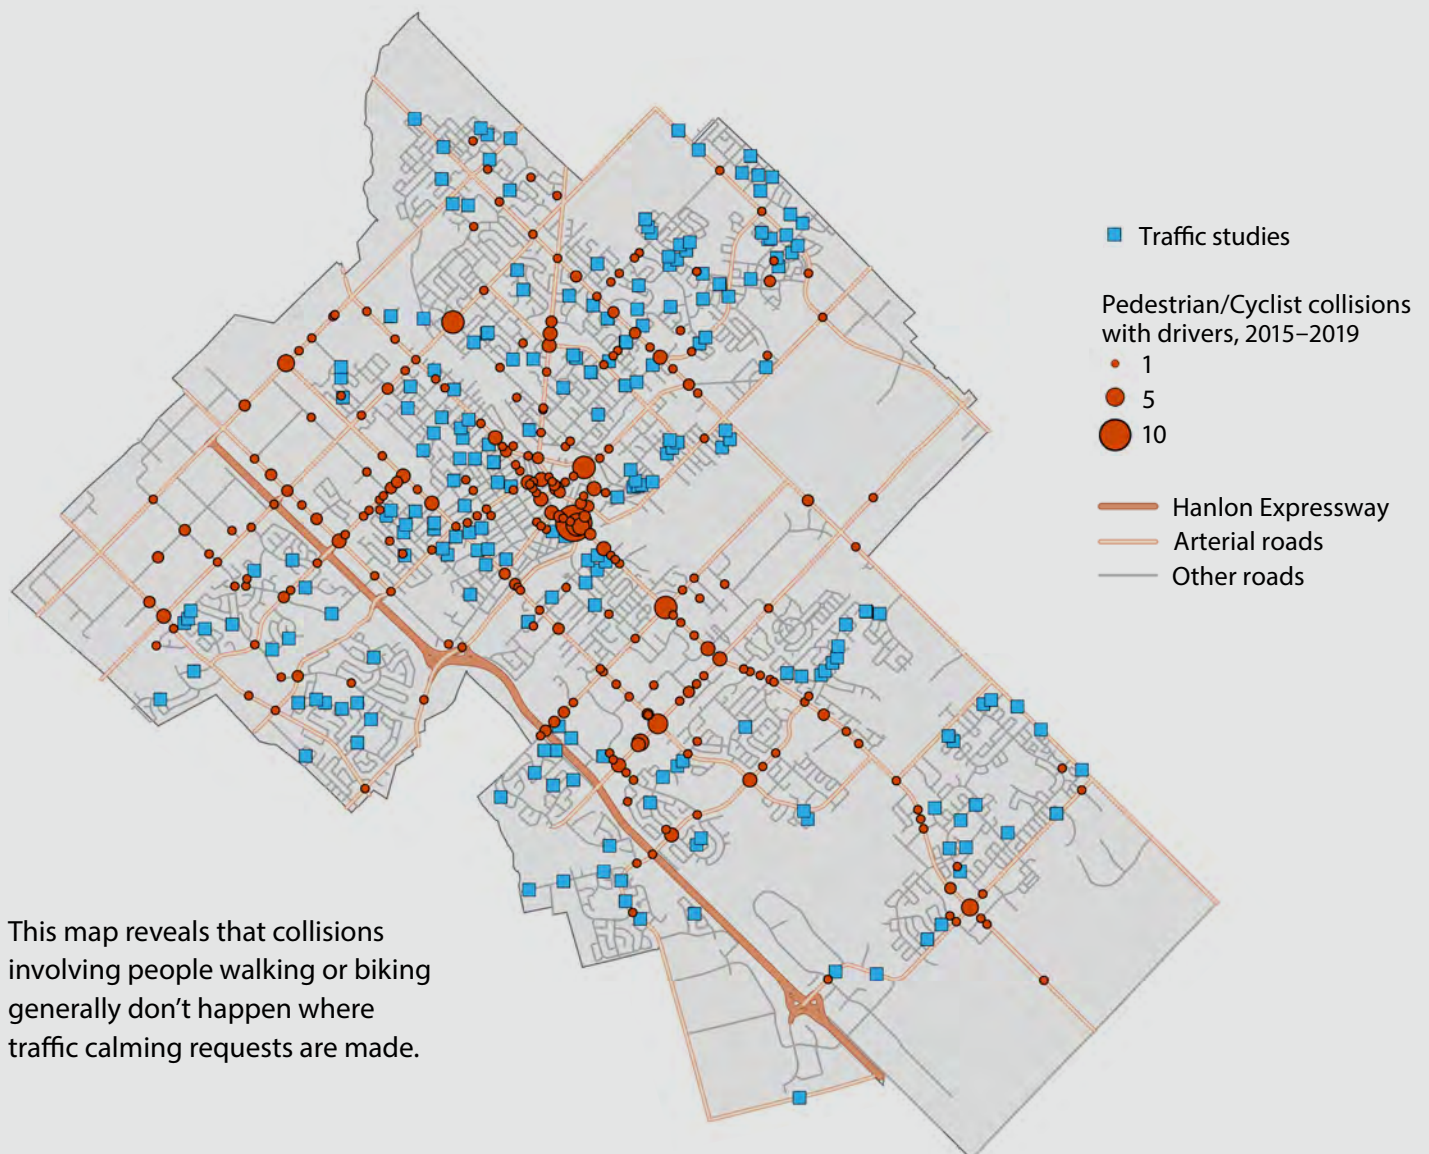 Traffic studies
Pedestrian/Cyclist collisions
with drivers, 2015–2019
1
5
10
Hanlon Expressway
Arterial roads
Other roads
This map reveals that collisions
involving people walking or biking
generally don’t happen where
traffic calming requests are made.